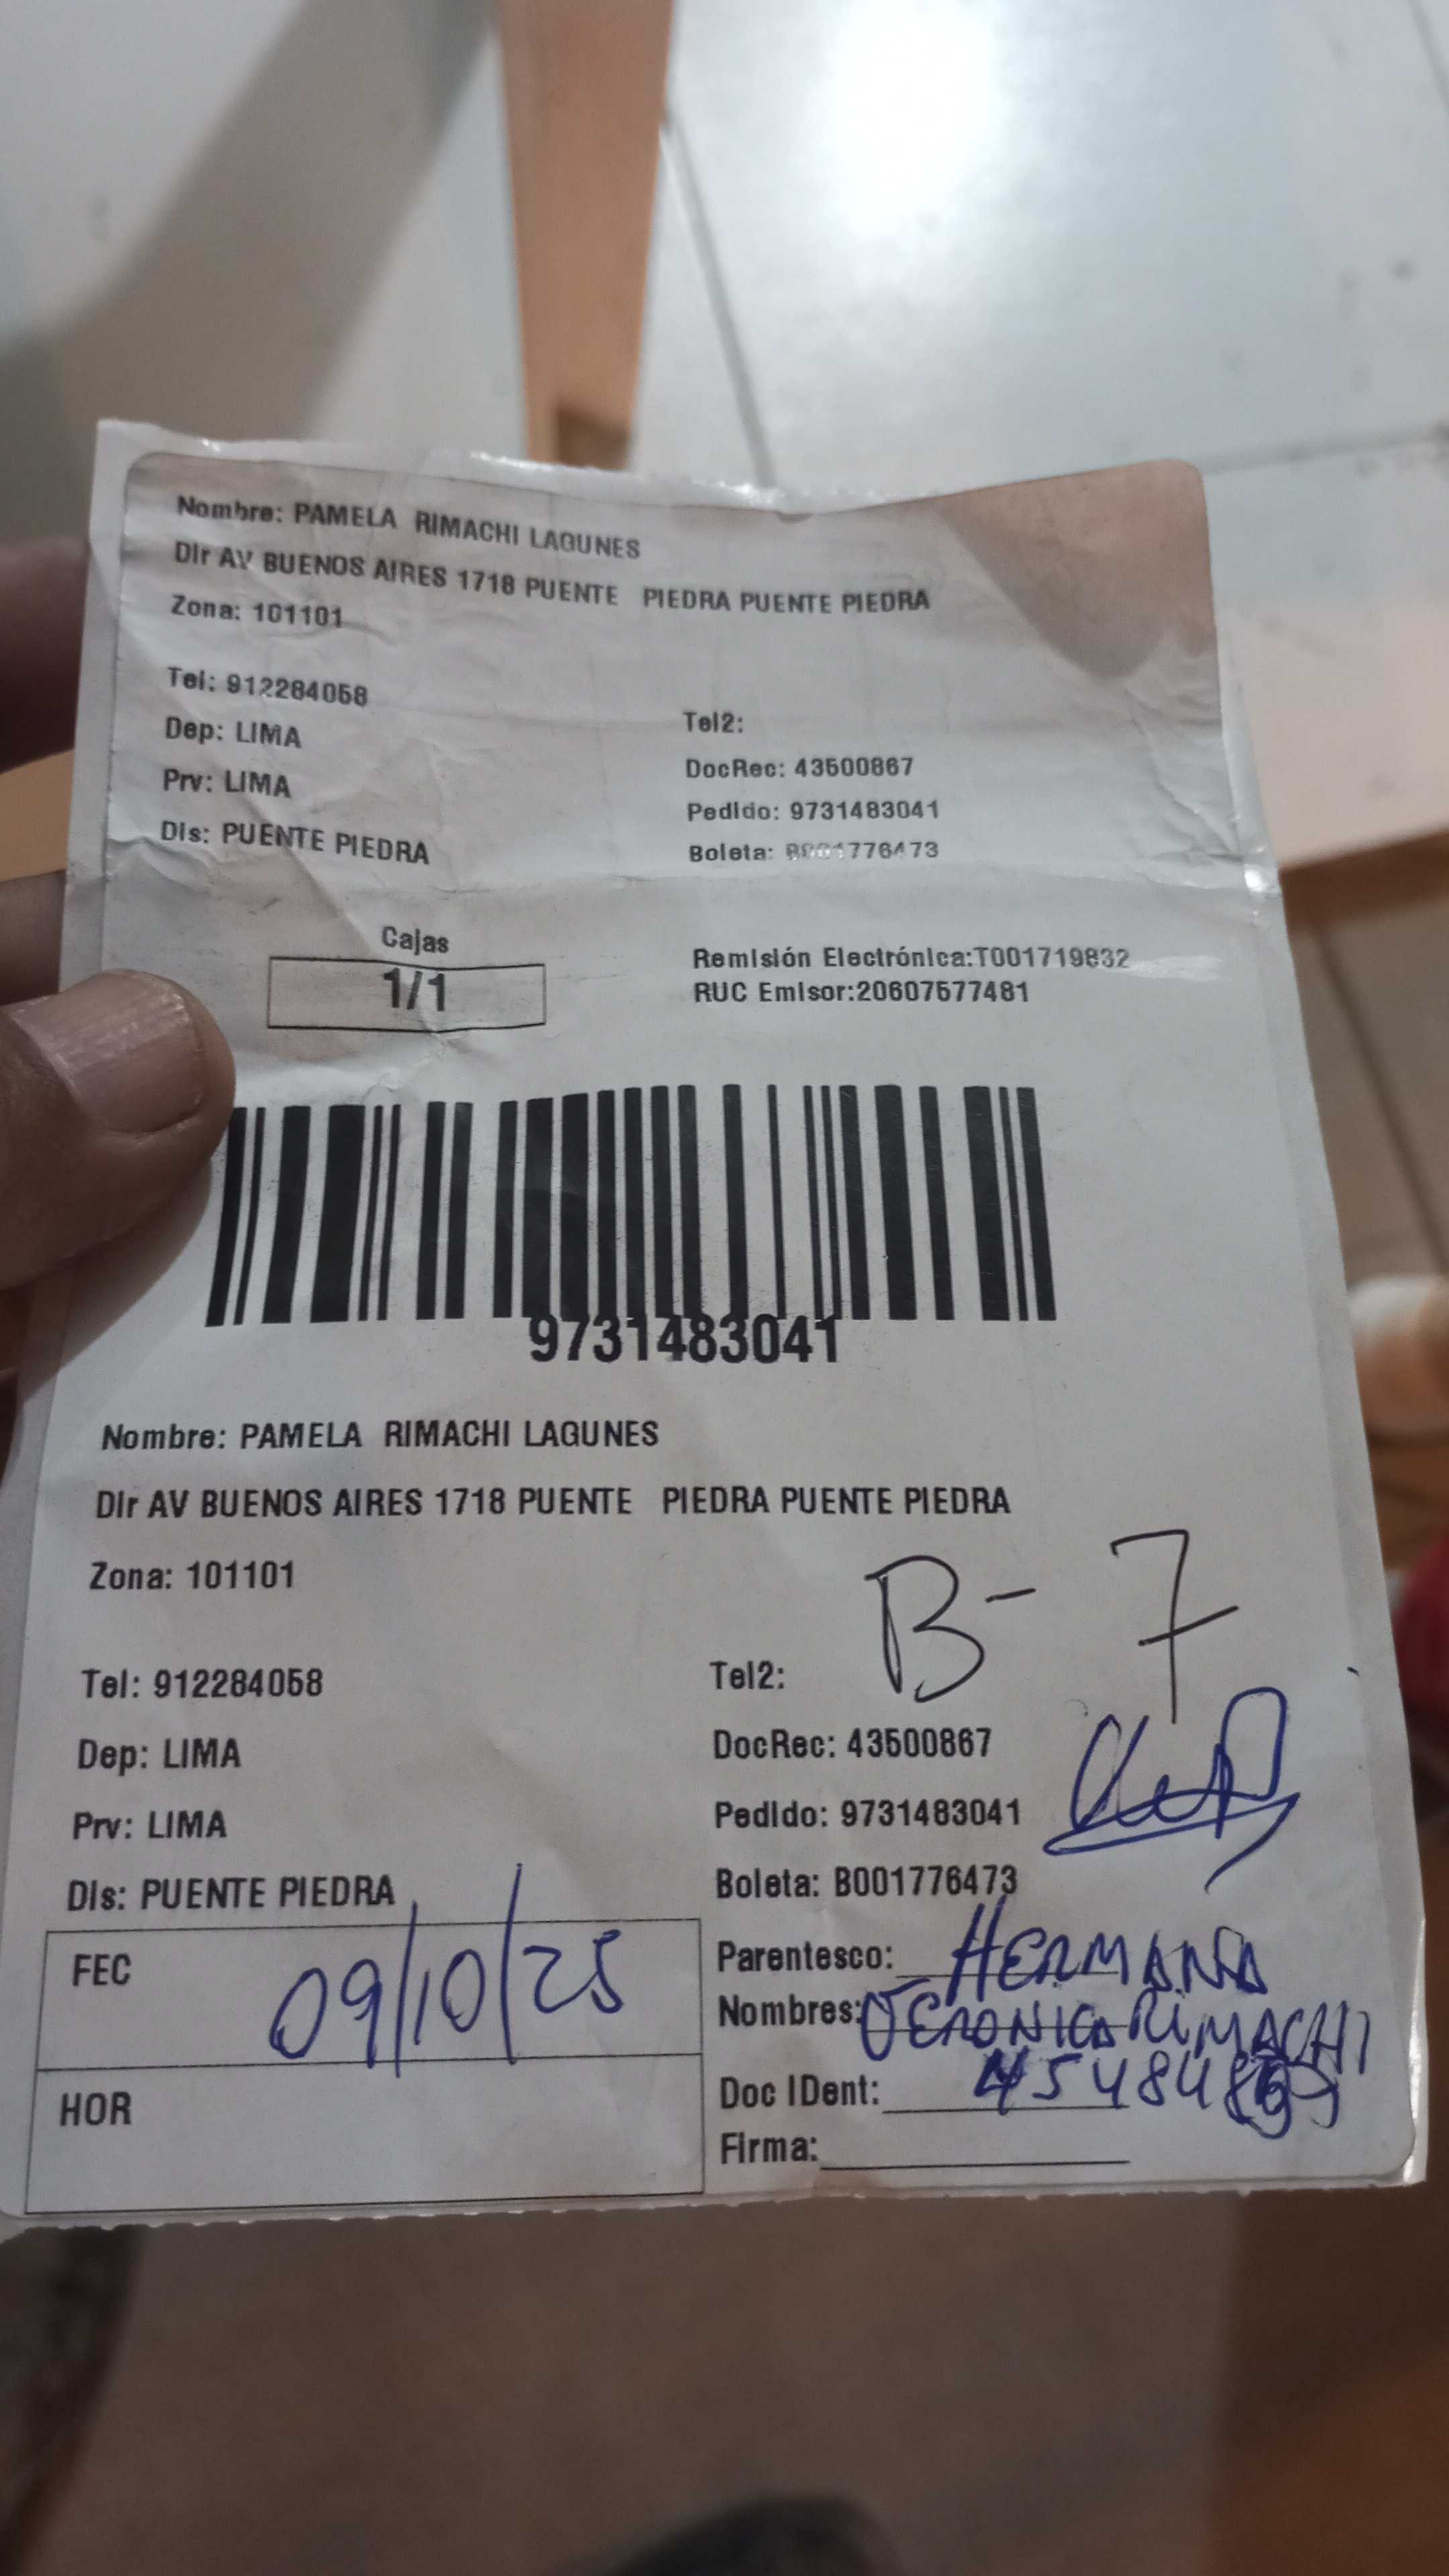 Nombre: PAMELA RIMACHI LAGUNES
Dir AV BUENOS AIRES 1718 PUENTE PIEDRA PUENTE PIEDRA
Zona: 101101
Tel: 912284058
Tel2:
Dep: LIMA
DocRec: 43500867
Prv: LIMA
Pedido: 9731483041
Dis: PUENTE PIEDRA
Boleta: B001776473
Cajas
1/1
Remisión Electrónica:T001719832
RUC Emisor:20607577481
9731483041
Nombre: PAMELA RIMACHI LAGUNES
Dir AV BUENOS AIRES 1718 PUENTE PIEDRA PUENTE PIEDRA
Zona: 101101
B- 7
Tel: 912284058
Tel2:
Dep: LIMA
DocRec: 43500867
Prv: LIMA
Pedido: 9731483041
Dis: PUENTE PIEDRA
Boleta: B001776473
FEC 09/10/25
Parentesco: HERMANA
Nombres: VERONICA RIMACHI
HOR
Doc IDent:
Firma: